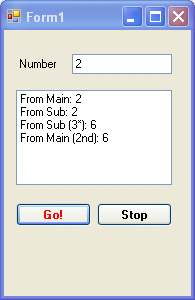 Form1
Number 2
From Main: 2
From Sub: 2
From Sub (3*): 6
From Main (2nd): 6
Go! Stop